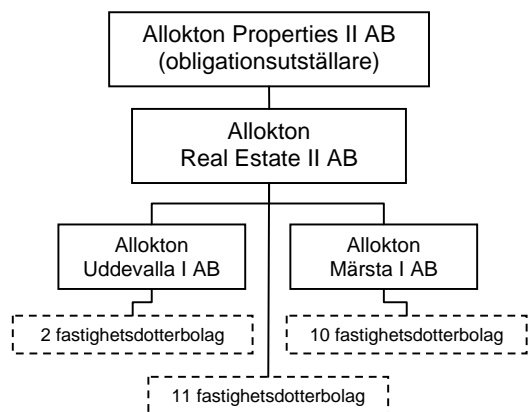 Allokton Properties II AB
(obligationsutställare)
Allokton
Real Estate II AB
Allokton
Uddevalla I AB
Allokton
Märsta I AB
2 fastighetsdotterbolag
10 fastighetsdotterbolag
11 fastighetsdotterbolag